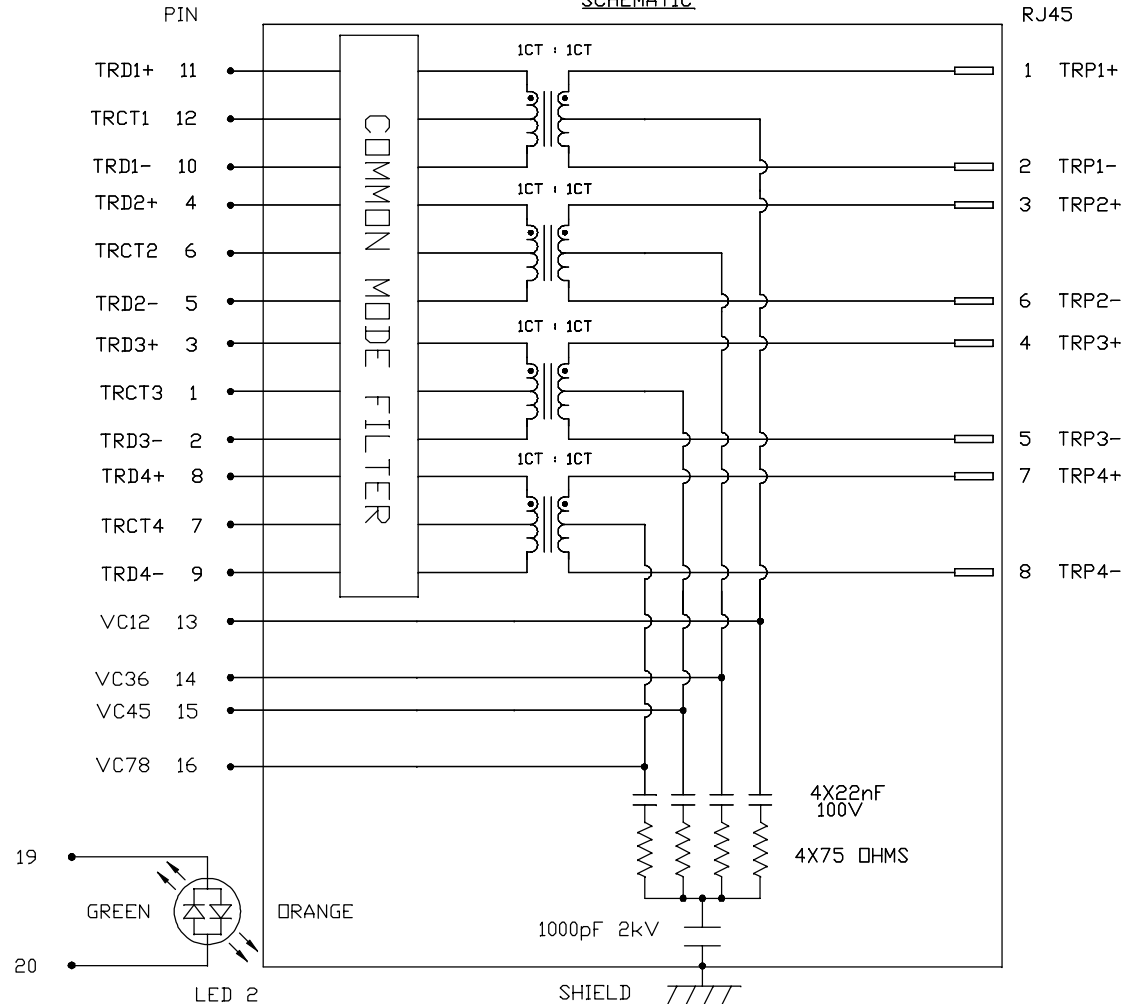 SCHEMATIC
PIN
RJ45
1CT : 1CT
TRD1+ 11
1 TRP1+
TRCT1 12
TRD1- 10
2 TRP1-
1CT : 1CT
TRD2+ 4
3 TRP2+
TRCT2 6
TRD2- 5
6 TRP2-
1CT : 1CT
TRD3+ 3
4 TRP3+
TRCT3 1
TRD3- 2
5 TRP3-
1CT : 1CT
TRD4+ 8
7 TRP4+
TRCT4 7
TRD4- 9
8 TRP4-
COMMON MODE FILTER
VC12 13
VC36 14
VC45 15
VC78 16
4X22nF
100V
4X75 OHMS
19
GREEN
ORANGE
1000pF 2kV
20
LED 2
SHIELD